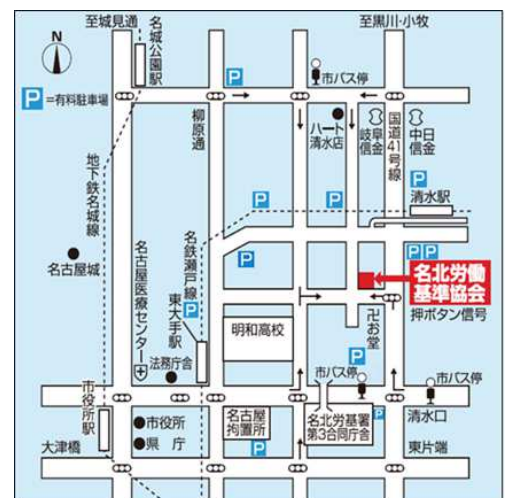 至城見通
至黒川・小牧
N
名城公園駅
市バス停
P
P=有料駐車場
柳原通
ハート
清水店
岐阜
信金
国道41号線
中日
信金
地下鉄名城線
P
清水駅
P
P
名古屋城
名古屋医療センター
名鉄瀬戸線
P
P P
名北労働
基準協会
P
東大手駅
押ボタン信号
明和高校
卍お堂
法務庁舎
P
市バス停
市バス停
市役所駅
清水口
市役所
県庁
名古屋
拘置所
名北労基署
第3合同庁舎
P
大津橋
P
東片端